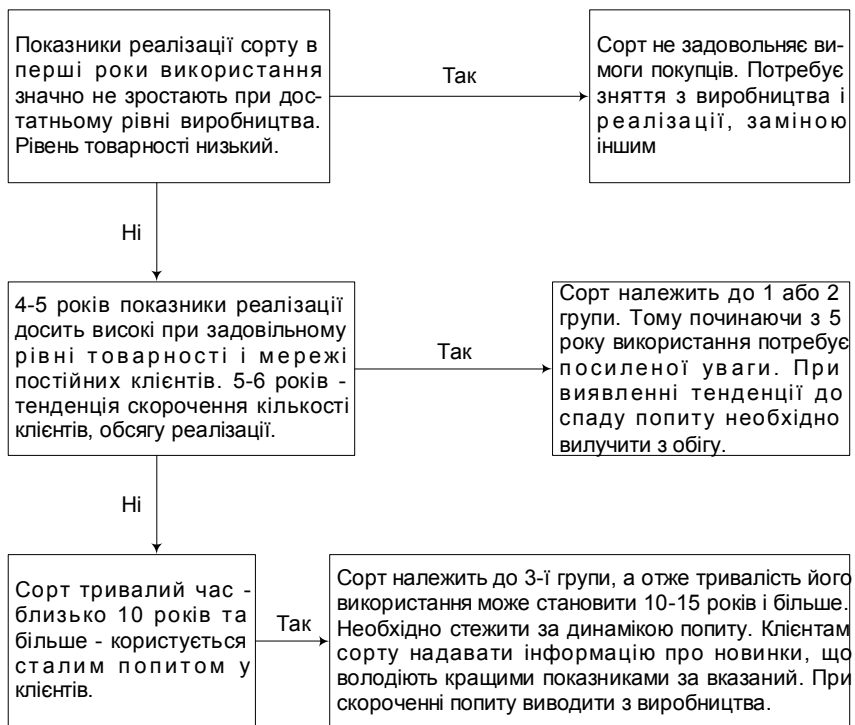 Показники реалізації сорту в
перші роки використання
значно не зростають при дос-
татньому рівні виробництва.
Рівень товарності низький.
Так
Сорт не задовольняє ви-
моги покупців. Потребує
зняття з виробництва і
реалізації, заміною
іншим
Ні
4-5 років показники реалізації
досить високі при задовільному
рівні товарності і мережі
постійних клієнтів. 5-6 років -
тенденція скорочення кількості
клієнтів, обсягу реалізації.
Так
Сорт належить до 1 або 2
групи. Тому починаючи з 5
року використання потребує
посиленої уваги. При
виявленні тенденції до
спаду попиту необхідно
вилучити з обігу.
Ні
Сорт тривалий час -
близько 10 років та
більше - користується
сталим попитом у
клієнтів.
Так
Сорт належить до 3-ї групи, а отже тривалість його
використання може становити 10-15 років і більше.
Необхідно стежити за динамікою попиту. Клієнтам
сорту надавати інформацію про новинки, що
володіють кращими показниками за вказаний. При
скороченні попиту виводити з виробництва.